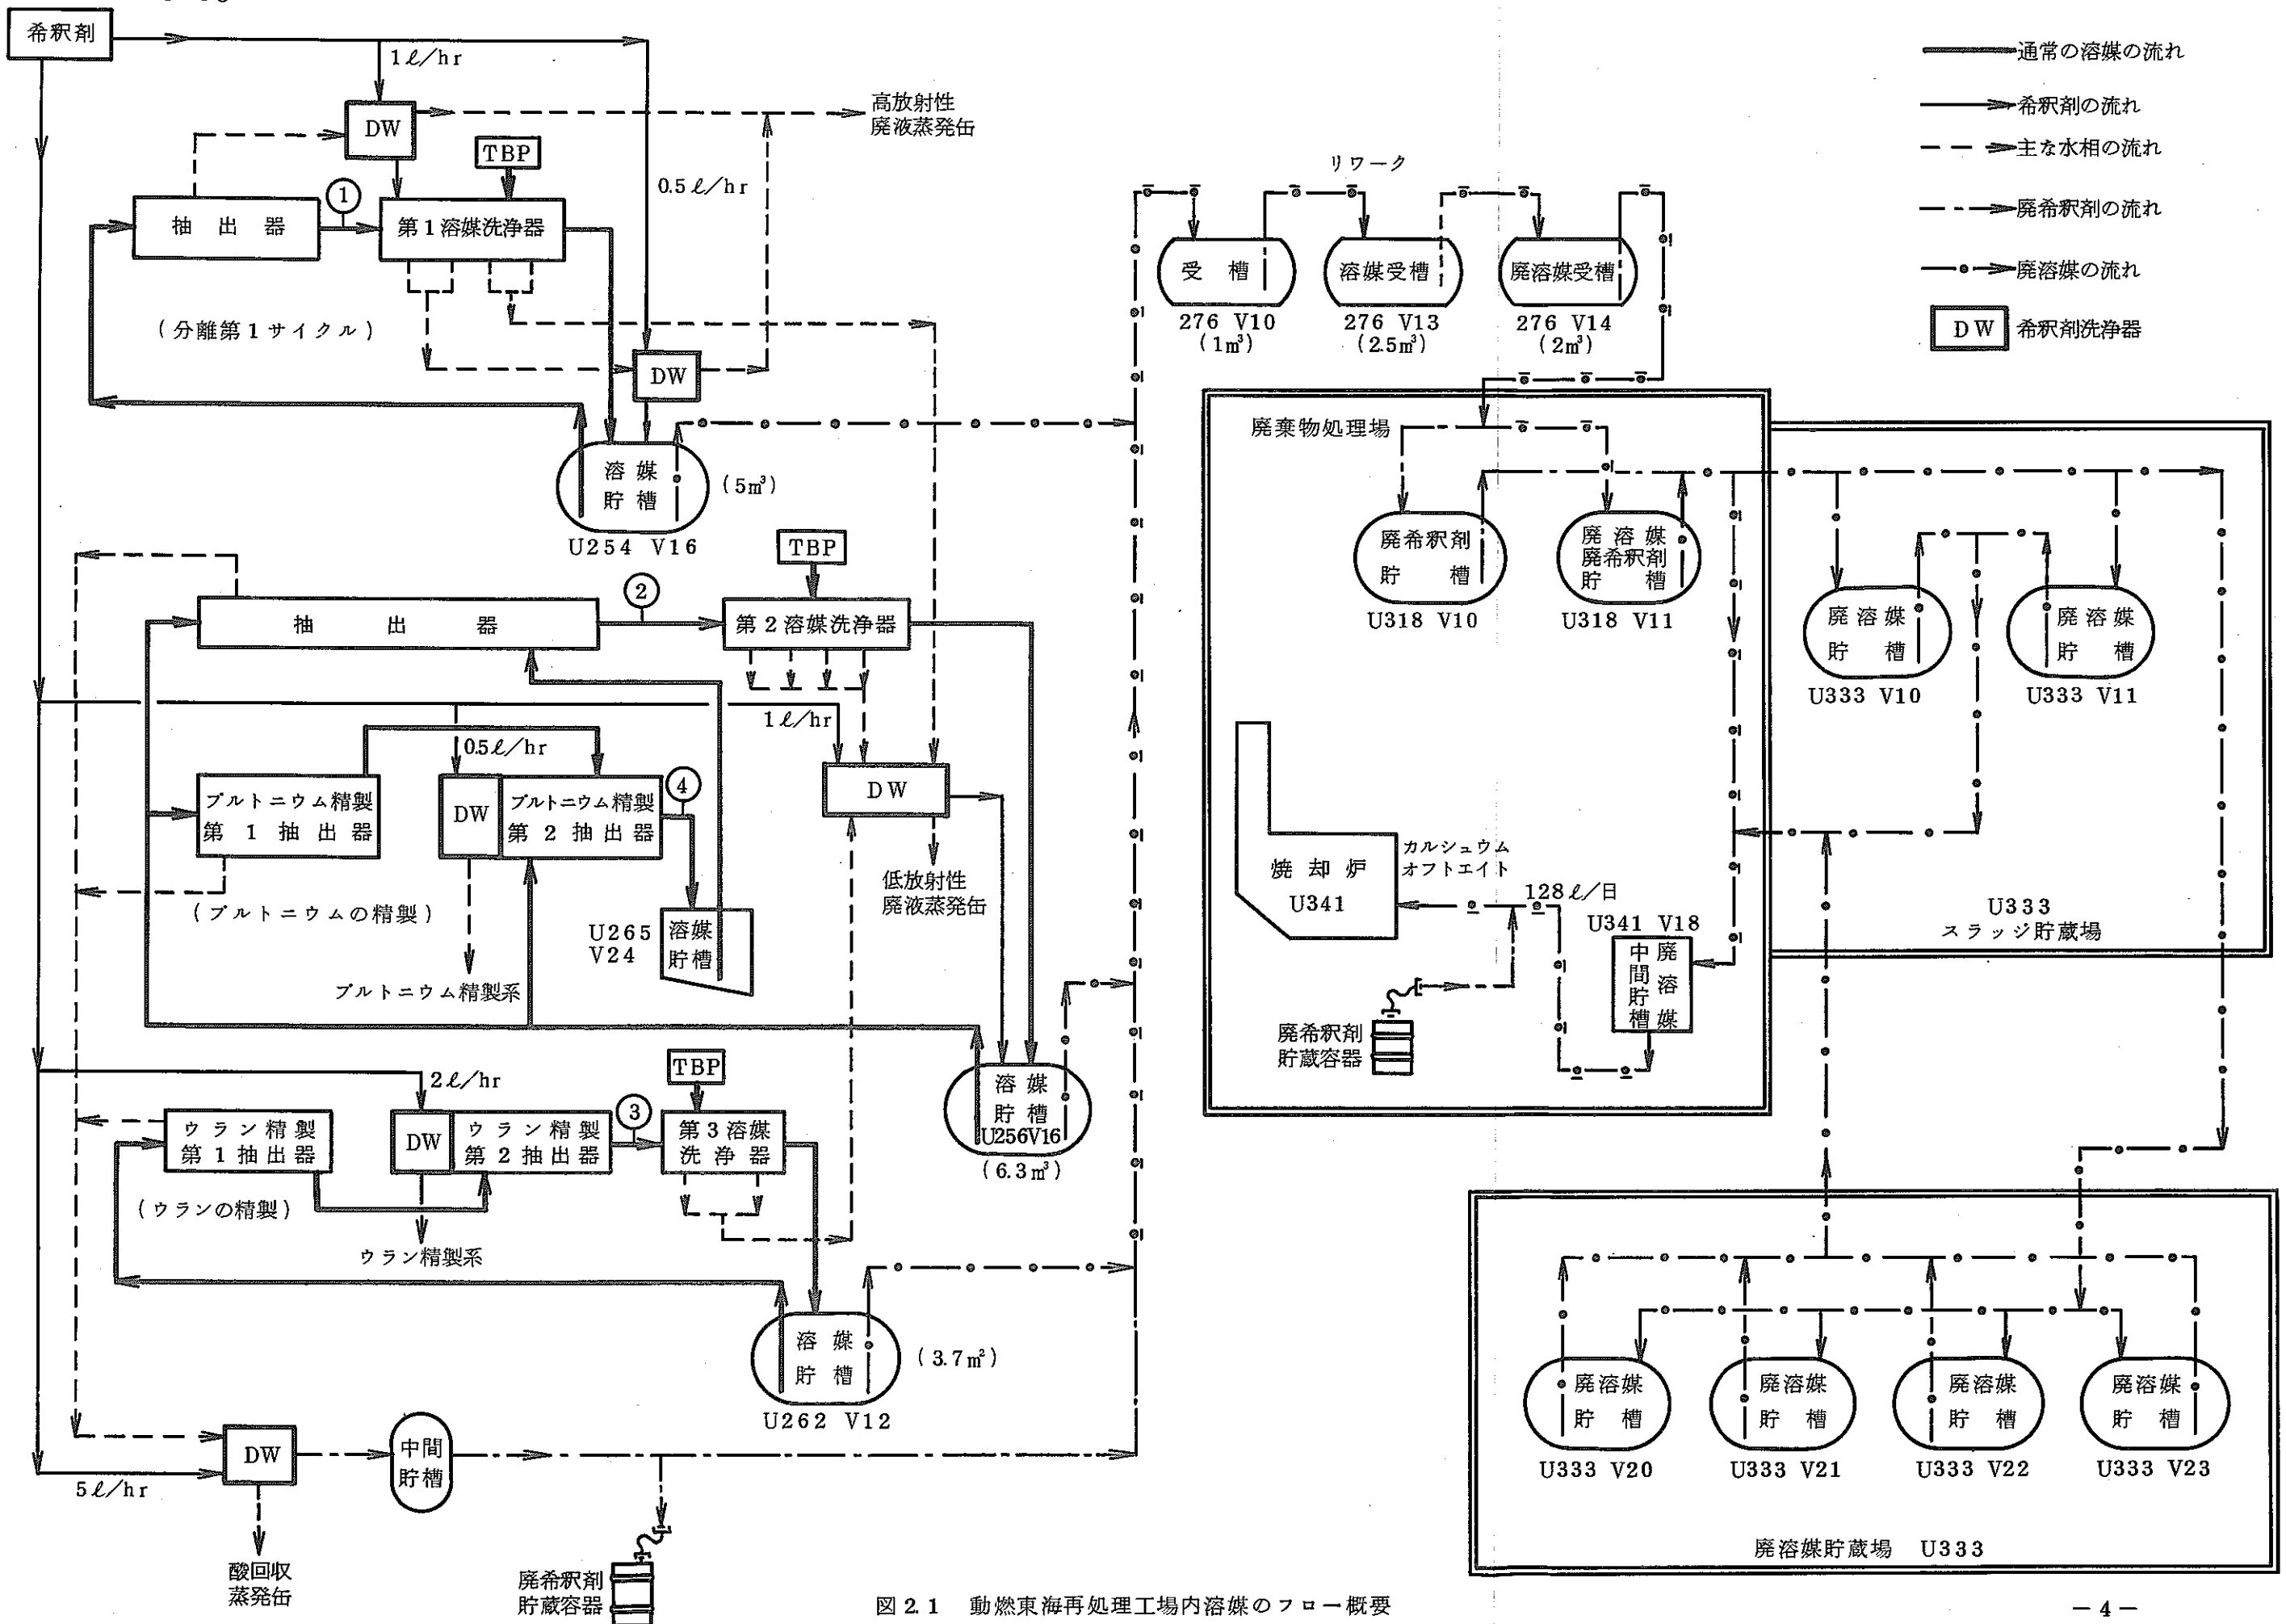 希釈剤
1ℓ/hr
DW
高放射性
廃液蒸発缶
TBP
0.5ℓ/hr
抽出器
①
第1溶媒洗浄器
(分離第1サイクル)
DW
溶媒
貯槽
(5m³)
U254 V16
TBP
②
抽出器
第2溶媒洗浄器
1ℓ/hr
0.5ℓ/hr
プルトニウム精製
第1抽出器
DW
プルトニウム精製
第2抽出器
④
DW
(プルトニウムの精製)
低放射性
廃液蒸発缶
U265
V24
溶媒
貯槽
プルトニウム精製系
2ℓ/hr
TBP
溶媒
貯槽
U256V16
(6.3m³)
ウラン精製
第1抽出器
DW
ウラン精製
第2抽出器
③
第3溶媒
洗浄器
(ウランの精製)
ウラン精製系
溶媒
貯槽
(3.7m²)
U262 V12
DW
中間
貯槽
5ℓ/hr
酸回収
蒸発缶
廃希釈剤
貯蔵容器
リワーク
受槽
溶媒受槽
廃溶媒受槽
276 V10
(1m³)
276 V13
(2.5m³)
276 V14
(2m³)
通常の溶媒の流れ
希釈剤の流れ
主な水相の流れ
廃希釈剤の流れ
廃溶媒の流れ
DW 希釈剤洗浄器
廃棄物処理場
廃希釈剤
貯槽
U318 V10
廃溶媒
廃希釈剤
貯槽
U318 V11
廃溶媒
貯槽
U333 V10
廃溶媒
貯槽
U333 V11
焼却炉
U341
カルシュウム
オフトエイト
128ℓ/日
U341 V18
廃溶媒
中間貯槽
廃希釈剤
貯蔵容器
U333
スラッジ貯蔵場
廃溶媒
貯槽
U333 V20
廃溶媒
貯槽
U333 V21
廃溶媒
貯槽
U333 V22
廃溶媒
貯槽
U333 V23
廃溶媒貯蔵場 U333
図2.1 動燃東海再処理工場内溶媒のフロー概要
－4－